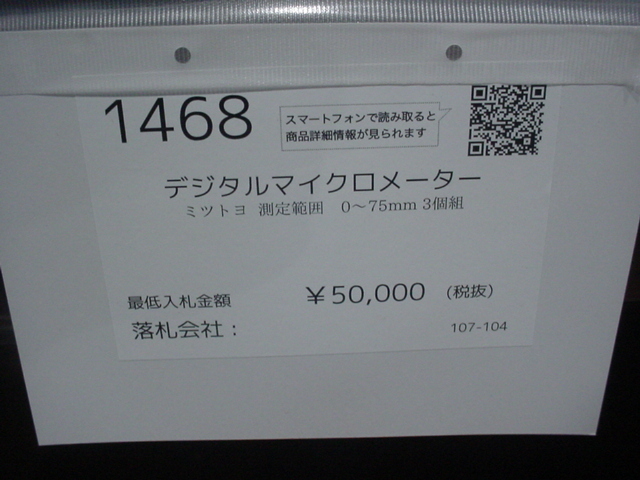 1468
スマートフォンで読み取ると
商品詳細情報が見られます
デジタルマイクロメーター
ミツトヨ 測定範囲 0～75mm 3個組
最低入札金額 ￥50,000 (税抜)
落札会社：
107-104